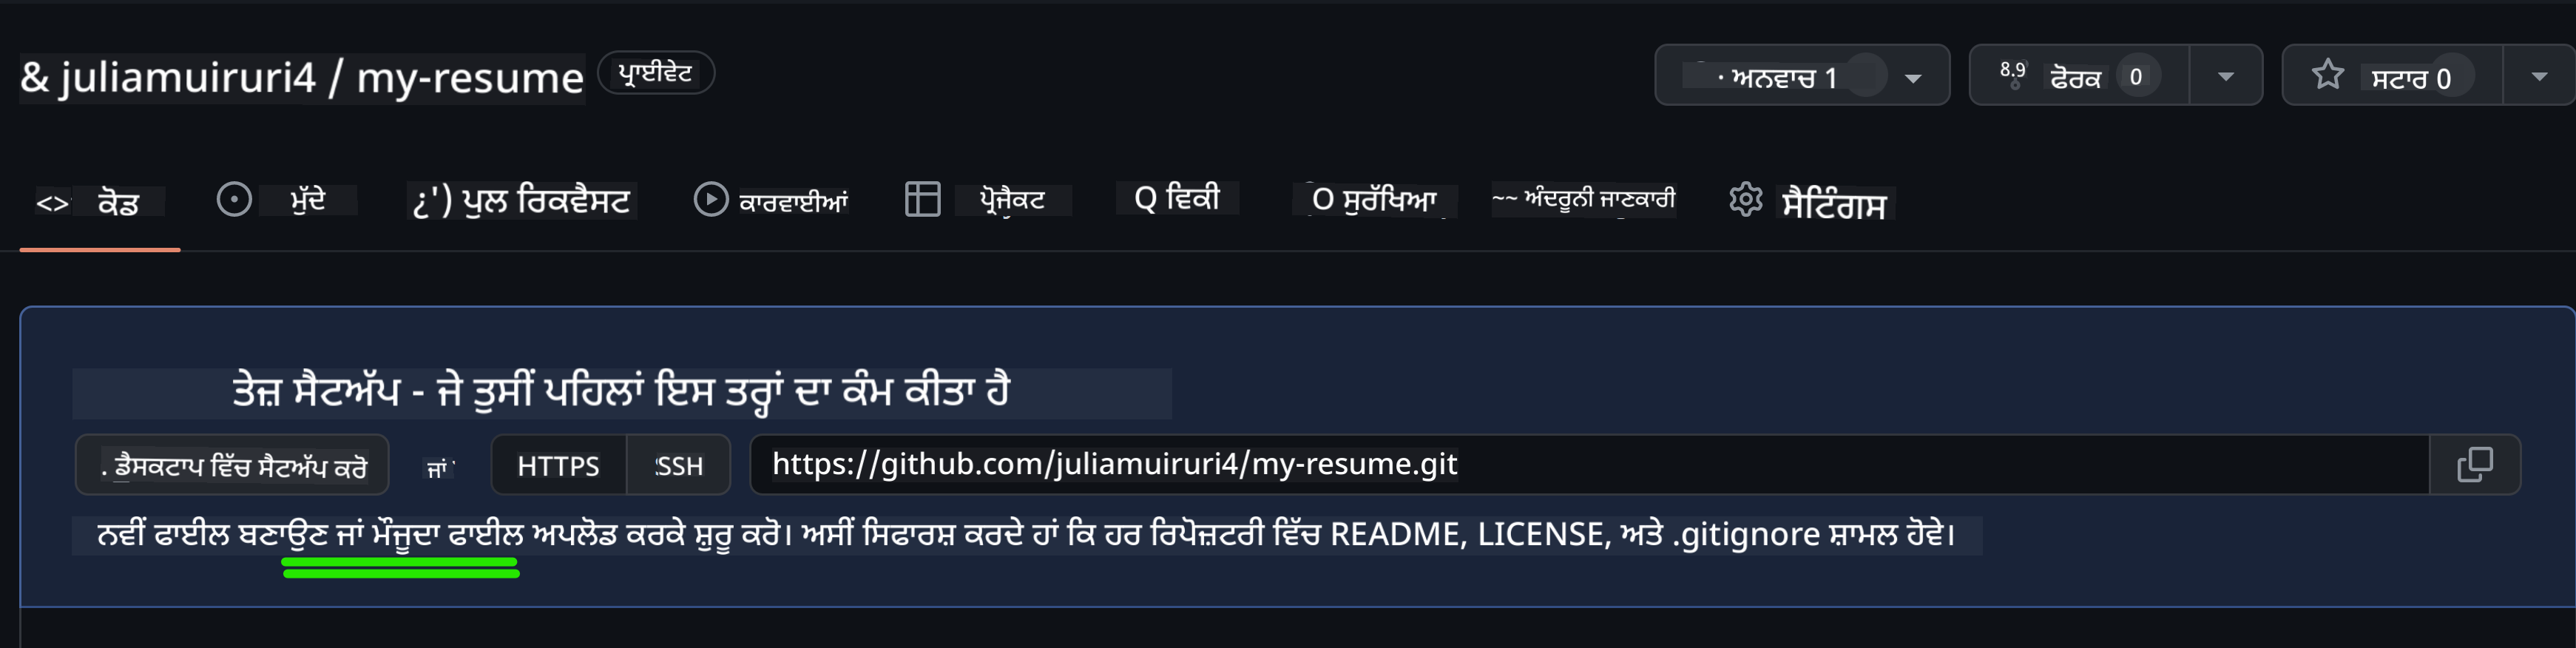 & juliamuiruri4 / my-resume ਪ੍ਰਾਈਵੇਟ · ਅਨਵਾਚ 1 8.9 ਫੋਰਕ 0 ਸਟਾਰ 0
<> ਕੋਡ ਮੁੱਦੇ ¿') ਪੁਲ ਰਿਕਵੈਸਟ ਕਾਰਵਾਈਆਂ ਪ੍ਰੋਜੈਕਟ Q ਵਿਕੀ O ਸੁਰੱਖਿਆ ~~ ਅੰਦਰੂਨੀ ਜਾਣਕਾਰੀ ਸੈਟਿੰਗਸ
ਤੇਜ਼ ਸੈਟਅੱਪ - ਜੇ ਤੁਸੀਂ ਪਹਿਲਾਂ ਇਸ ਤਰ੍ਹਾਂ ਦਾ ਕੰਮ ਕੀਤਾ ਹੈ
. ਡੈਸਕਟਾਪ ਵਿੱਚ ਸੈਟਅੱਪ ਕਰੋ ਜਾਂ HTTPS SSH https://github.com/juliamuiruri4/my-resume.git
ਨਵੀਂ ਫਾਈਲ ਬਣਾਉਣ ਜਾਂ ਮੌਜੂਦਾ ਫਾਈਲ ਅਪਲੋਡ ਕਰਕੇ ਸ਼ੁਰੂ ਕਰੋ। ਅਸੀਂ ਸਿਫਾਰਸ਼ ਕਰਦੇ ਹਾਂ ਕਿ ਹਰ ਰਿਪੋਜ਼ਟਰੀ ਵਿੱਚ README, LICENSE, ਅਤੇ .gitignore ਸ਼ਾਮਲ ਹੋਵੇ।